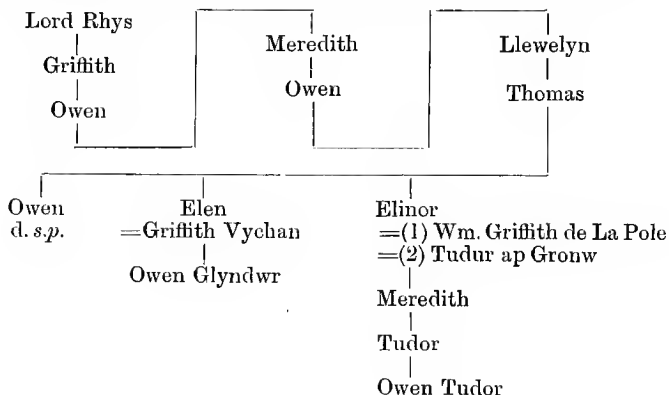 Lord Rhys
Griffith
Owen
Meredith
Owen
Llewelyn
Thomas
Owen
d. s.p.
Elen
=Griffith Vychan
Owen Glyndwr
Elinor
=(1) Wm. Griffith de La Pole
=(2) Tudur ap Gronw
Meredith
Tudor
Owen Tudor